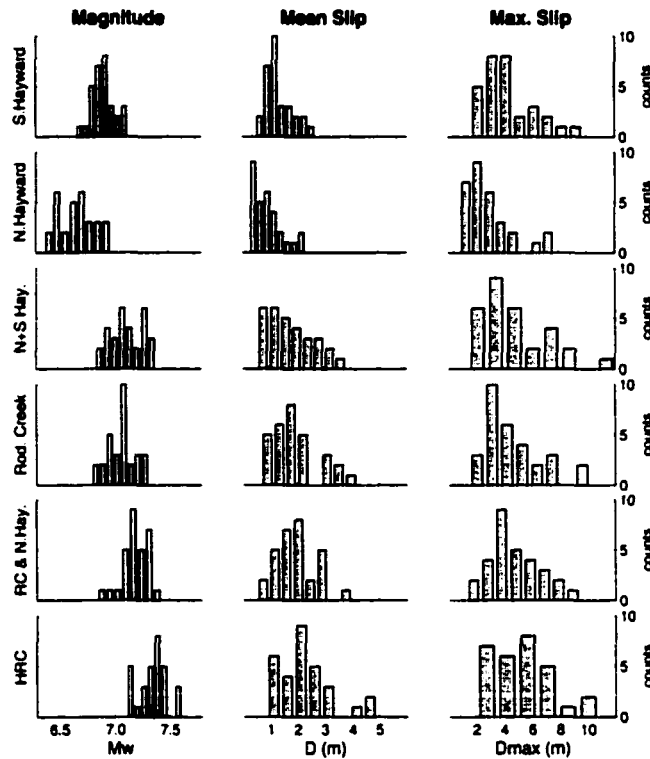 Magnitude Mean Slip Max. Slip
S.Hayward
10
5
0
counts
N.Hayward
10
5
0
counts
N+S Hay.
10
5
0
counts
Rod. Creek
10
5
0
counts
RC & N.Hay.
10
5
0
counts
HRC
10
5
0
counts
6.5 7.0 7.5 1 2 3 4 5 2 4 6 8 10
Mw D (m) Dmax (m)